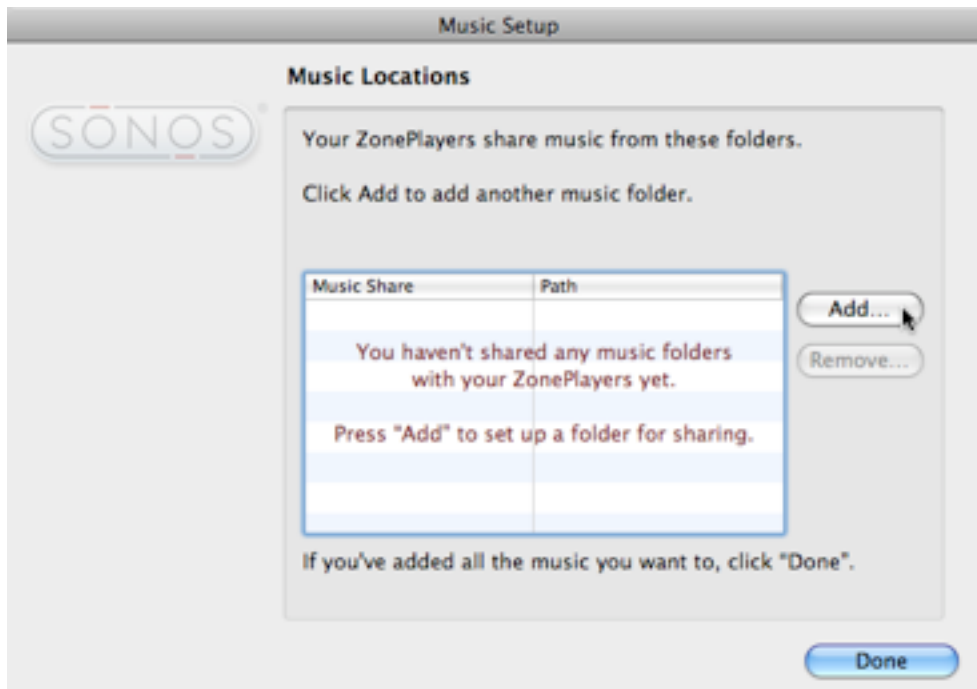 Music Setup
Music Locations
SONOS®
Your ZonePlayers share music from these folders.
Click Add to add another music folder.
Music Share Path
Add...
You haven't shared any music folders
with your ZonePlayers yet.
Remove...
Press "Add" to set up a folder for sharing.
If you've added all the music you want to, click "Done".
Done